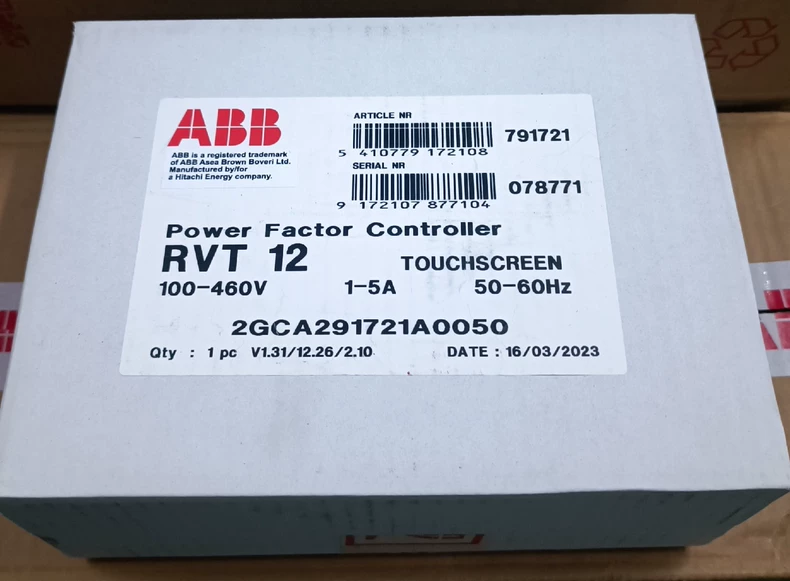 ABB
ABB is a registered trademark
of ABB Asea Brown Boveri Ltd.
Manufactured by/for
a Hitachi Energy company.
ARTICLE NR
791721
5 410779 172108
SERIAL NR
078771
9 172107 877104
Power Factor Controller
RVT 12 TOUCHSCREEN
100-460V 1-5A 50-60Hz
2GCA291721A0050
Qty : 1 pc V1.31/12.26/2.10 DATE : 16/03/2023